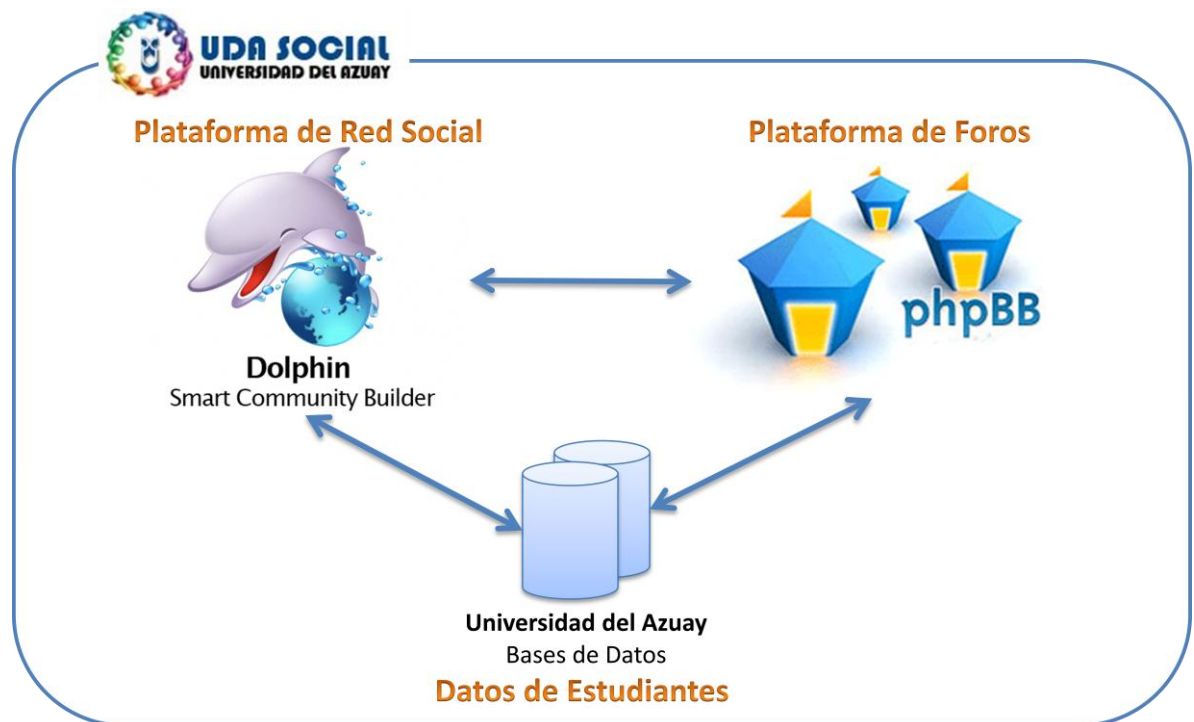 UDA SOCIAL
UNIVERSIDAD DEL AZUAY
Plataforma de Red Social
Plataforma de Foros
Dolphin
Smart Community Builder
phpBB
Universidad del Azuay
Bases de Datos
Datos de Estudiantes